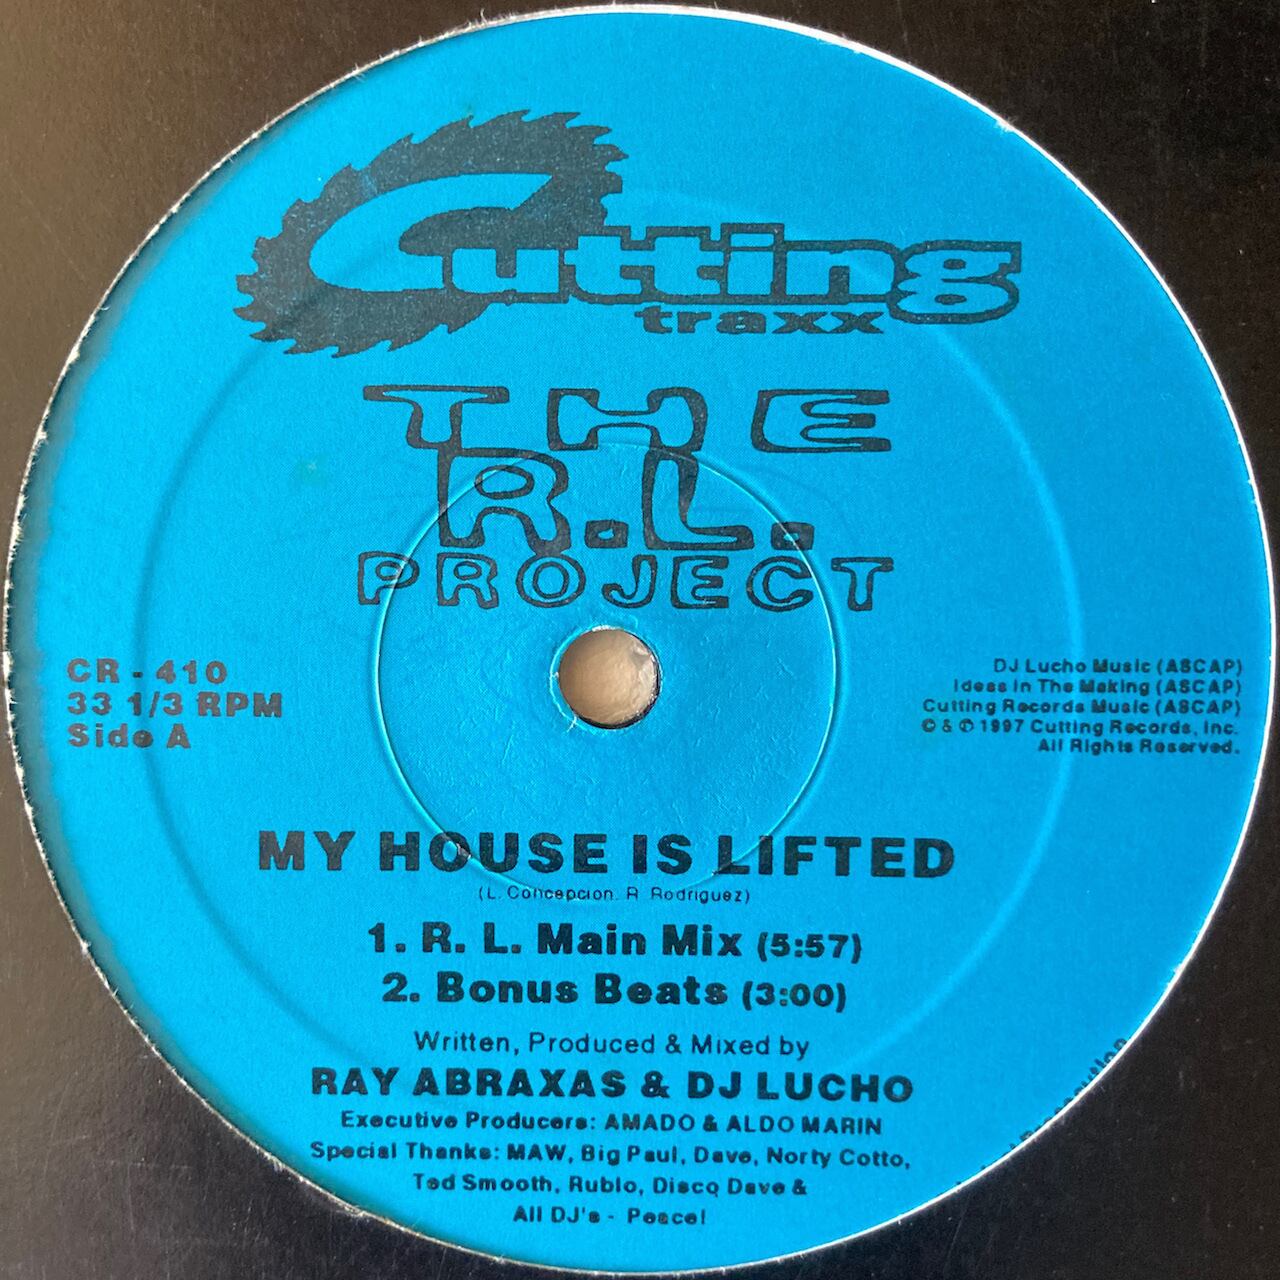 Cutting
traxx
THE
R.L.
PROJECT
CR - 410
33 1/3 RPM
Side A
DJ Lucho Music (ASCAP)
Ideas In The Making (ASCAP)
Cutting Records Music (ASCAP)
© & ℗ 1997 Cutting Records, Inc.
All Rights Reserved.
MY HOUSE IS LIFTED
(L. Concepcion, R. Rodriguez)
1. R. L. Main Mix (5:57)
2. Bonus Beats (3:00)
Written, Produced & Mixed by
RAY ABRAXAS & DJ LUCHO
Executive Producers: AMADO & ALDO MARIN
Special Thanks: MAW, Big Paul, Dave, Norty Cotto,
Ted Smooth, Rublo, Disco Dave &
All DJ's - Peace!